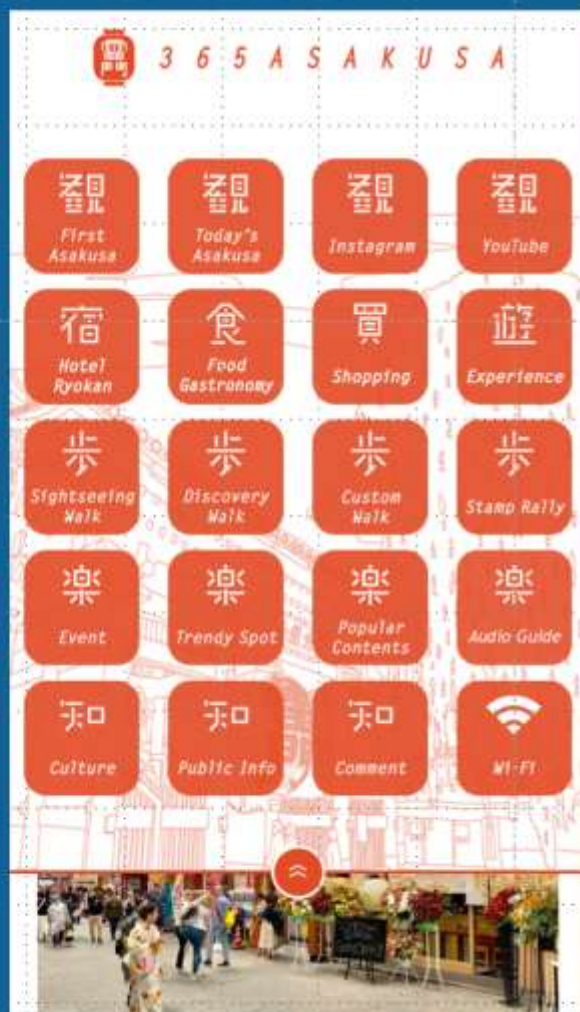 365ASAKUSA
観 観 観 観
First Asakusa
Today's Asakusa
Instagram
YouTube
宿 食 買 遊
Hotel Ryokan
Food Gastronomy
Shopping
Experience
歩 歩 歩 歩
Sightseeing Walk
Discovery Walk
Custom Walk
Stamp Rally
楽 楽 楽 楽
Event
Trendy Spot
Popular Contents
Audio Guide
知 知 知
Culture
Public Info
Comment
Wi-Fi